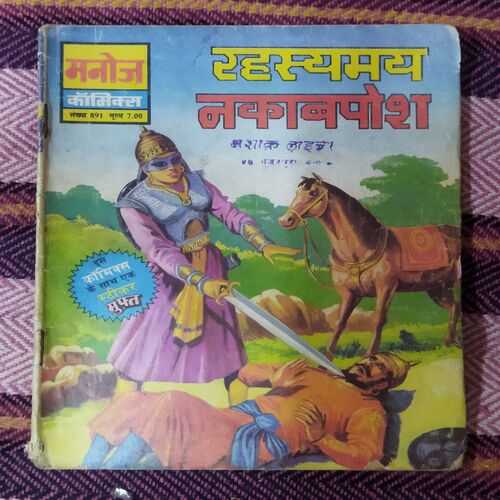 मनोज
कॉमिक्स
संख्या 891 मूल्य 7.00
रहस्यमय
नकाबपोश
इस
कॉमिक्स
के साथ एक
स्टीकर
मुफ्त